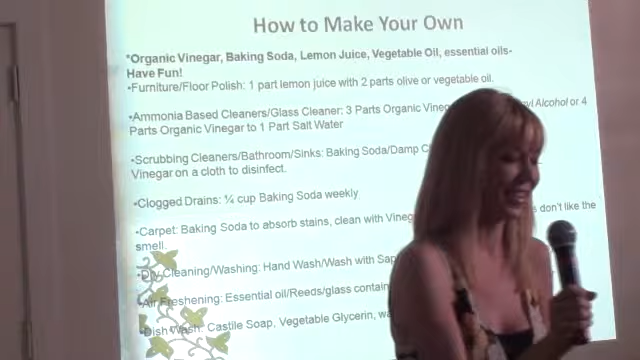 How to Make Your Own
*Organic Vinegar, Baking Soda, Lemon Juice, Vegetable Oil, essential oils-
Have Fun!
•Furniture/Floor Polish: 1 part lemon juice with 2 parts olive or vegetable oil.
•Ammonia Based Cleaners/Glass Cleaner: 3 Parts Organic Alcohol or 4
Parts Organic Vinegar to 1 Part Salt Water
•Scrubbing Cleaners/Bathroom/Sinks: Baking Soda/Damp
Vinegar on a cloth to disinfect.
•Clogged Drains: ¼ cup Baking Soda weekly
•Carpet: Baking Soda to absorb stains, clean with don't like the
smell.
•Dry Cleaning/Washing: Hand Wash/Wash with
•Air Freshening: Essential oil/Reeds/glass
•Dish Wash: Castile Soap, Vegetable Glycerin,